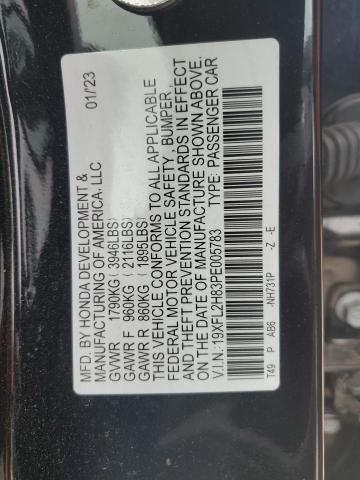 MFD. BY HONDA DEVELOPMENT &
MANUFACTURING OF AMERICA, LLC 01/'23
GVWR 1790KG( 3946LBS)
GAWR F 960KG( 2116LBS)
GAWR R 860KG( 1895LBS)
THIS VEHICLE CONFORMS TO ALL APPLICABLE
FEDERAL MOTOR VEHICLE SAFETY, BUMPER,
AND THEFT PREVENTION STANDARDS IN EFFECT
ON THE DATE OF MANUFACTURE SHOWN ABOVE.
V.I.N.:19XFL2H83PE005783 TYPE: PASSENGER CAR
T49 P AB6 -NH731P -Z -E